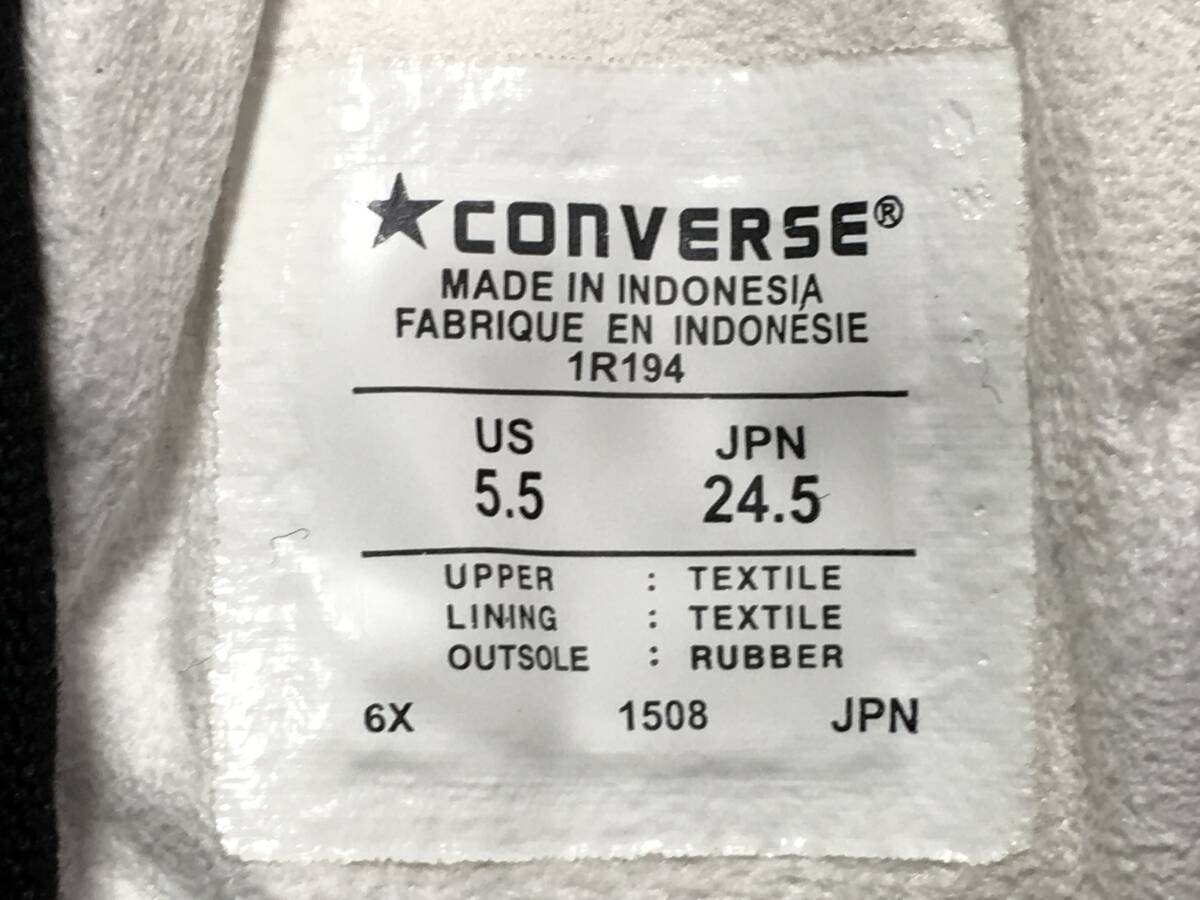 ★CONVERSE®
MADE IN INDONESIA
FABRIQUE EN INDONÉSIE
1R194
US JPN
5.5 24.5
UPPER : TEXTILE
LINING : TEXTILE
OUTSOLE : RUBBER
6X 1508 JPN